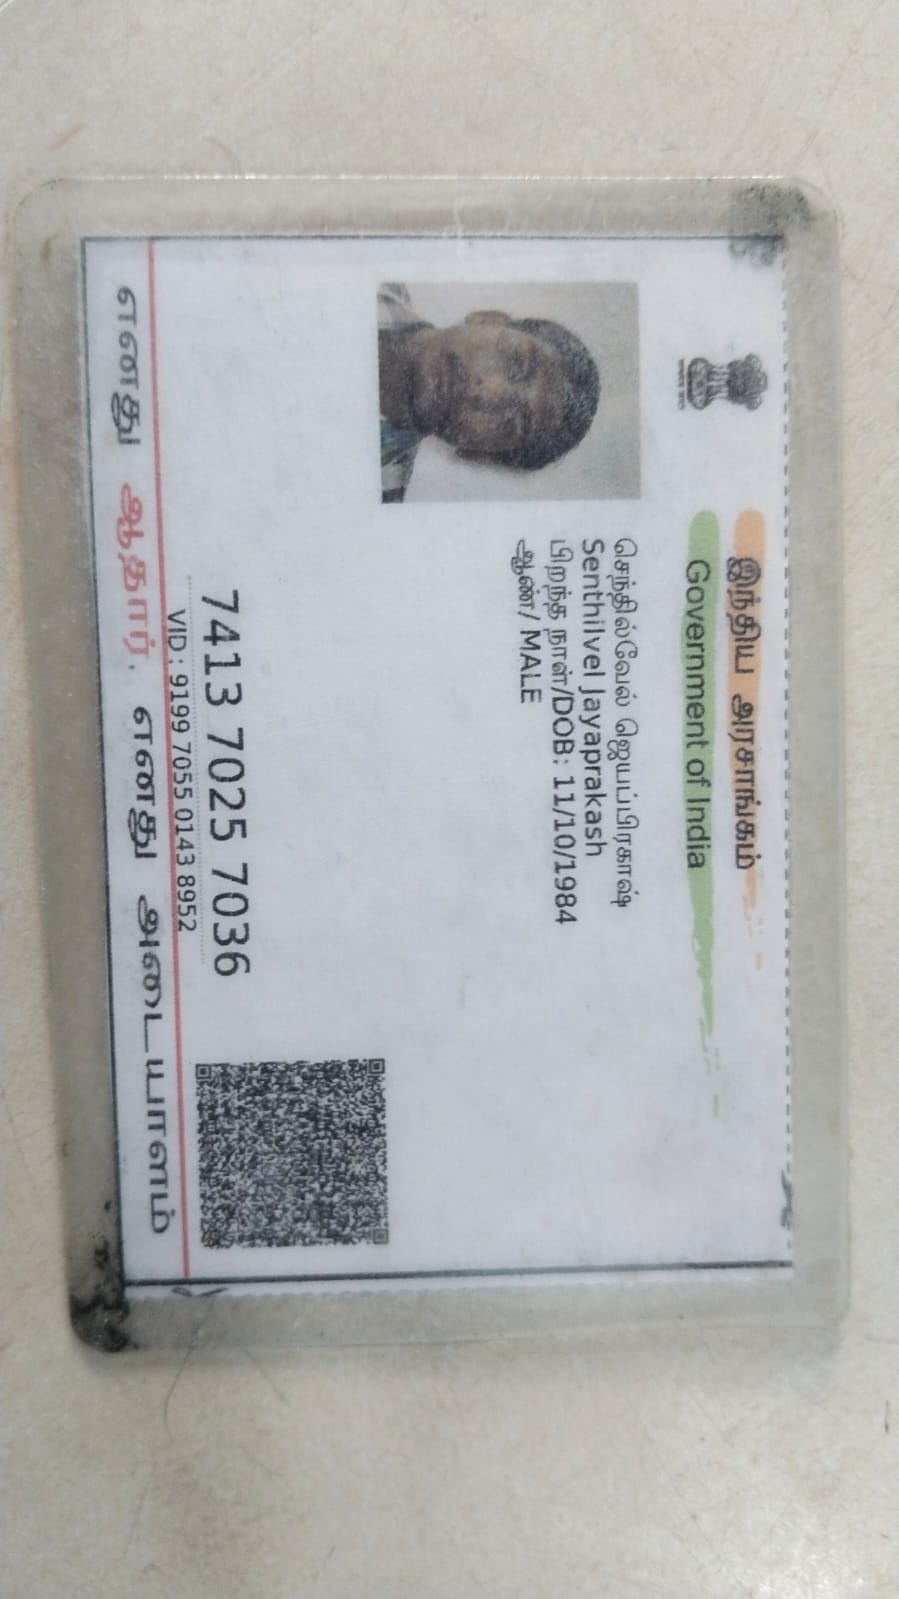 இந்திய அரசாங்கம்
Government of India
செந்தில்வேல் ஜெயப்பிரகாஷ்
Senthilvel Jayaprakash
பிறந்த நாள்/DOB: 11/10/1984
ஆண்/ MALE
7413 7025 7036
VID : 9199 7055 0143 8952
எனது ஆதார், எனது அடையாளம்